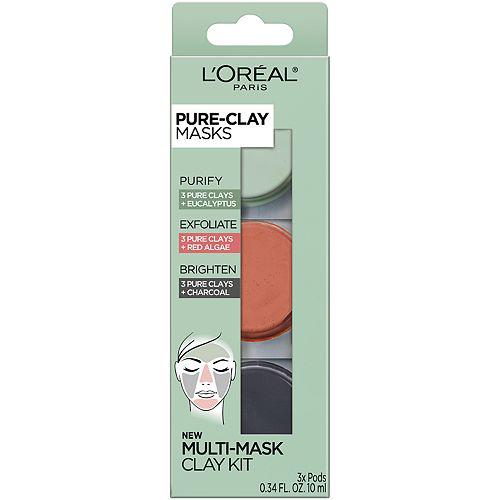 L'ORÉAL®
PARIS
PURE-CLAY
MASKS
PURIFY
3 PURE CLAYS
+ EUCALYPTUS
EXFOLIATE
3 PURE CLAYS
+ RED ALGAE
BRIGHTEN
3 PURE CLAYS
+ CHARCOAL
NEW
MULTI-MASK
CLAY KIT
3x Pods
0.34 FL. OZ. 10 ml